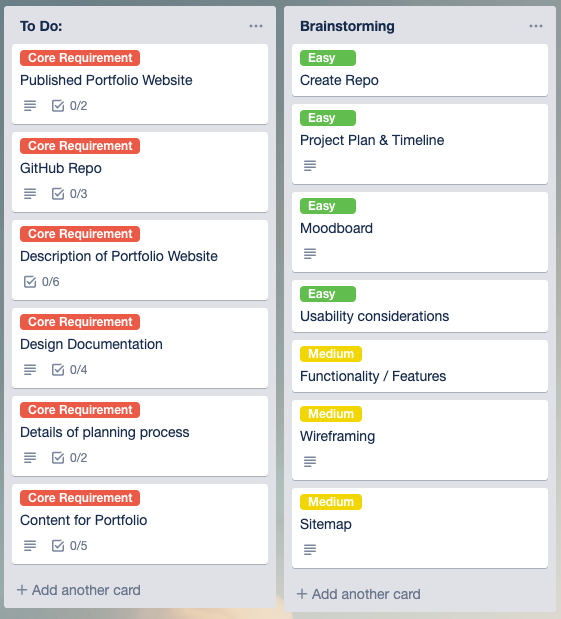 To Do:
Core Requirement
Published Portfolio Website
0/2
Core Requirement
GitHub Repo
0/3
Core Requirement
Description of Portfolio Website
0/6
Core Requirement
Design Documentation
0/4
Core Requirement
Details of planning process
0/2
Core Requirement
Content for Portfolio
0/5
+ Add another card
Brainstorming
Easy
Create Repo
Easy
Project Plan & Timeline
Easy
Moodboard
Easy
Usability considerations
Medium
Functionality / Features
Medium
Wireframing
Medium
Sitemap
+ Add another card